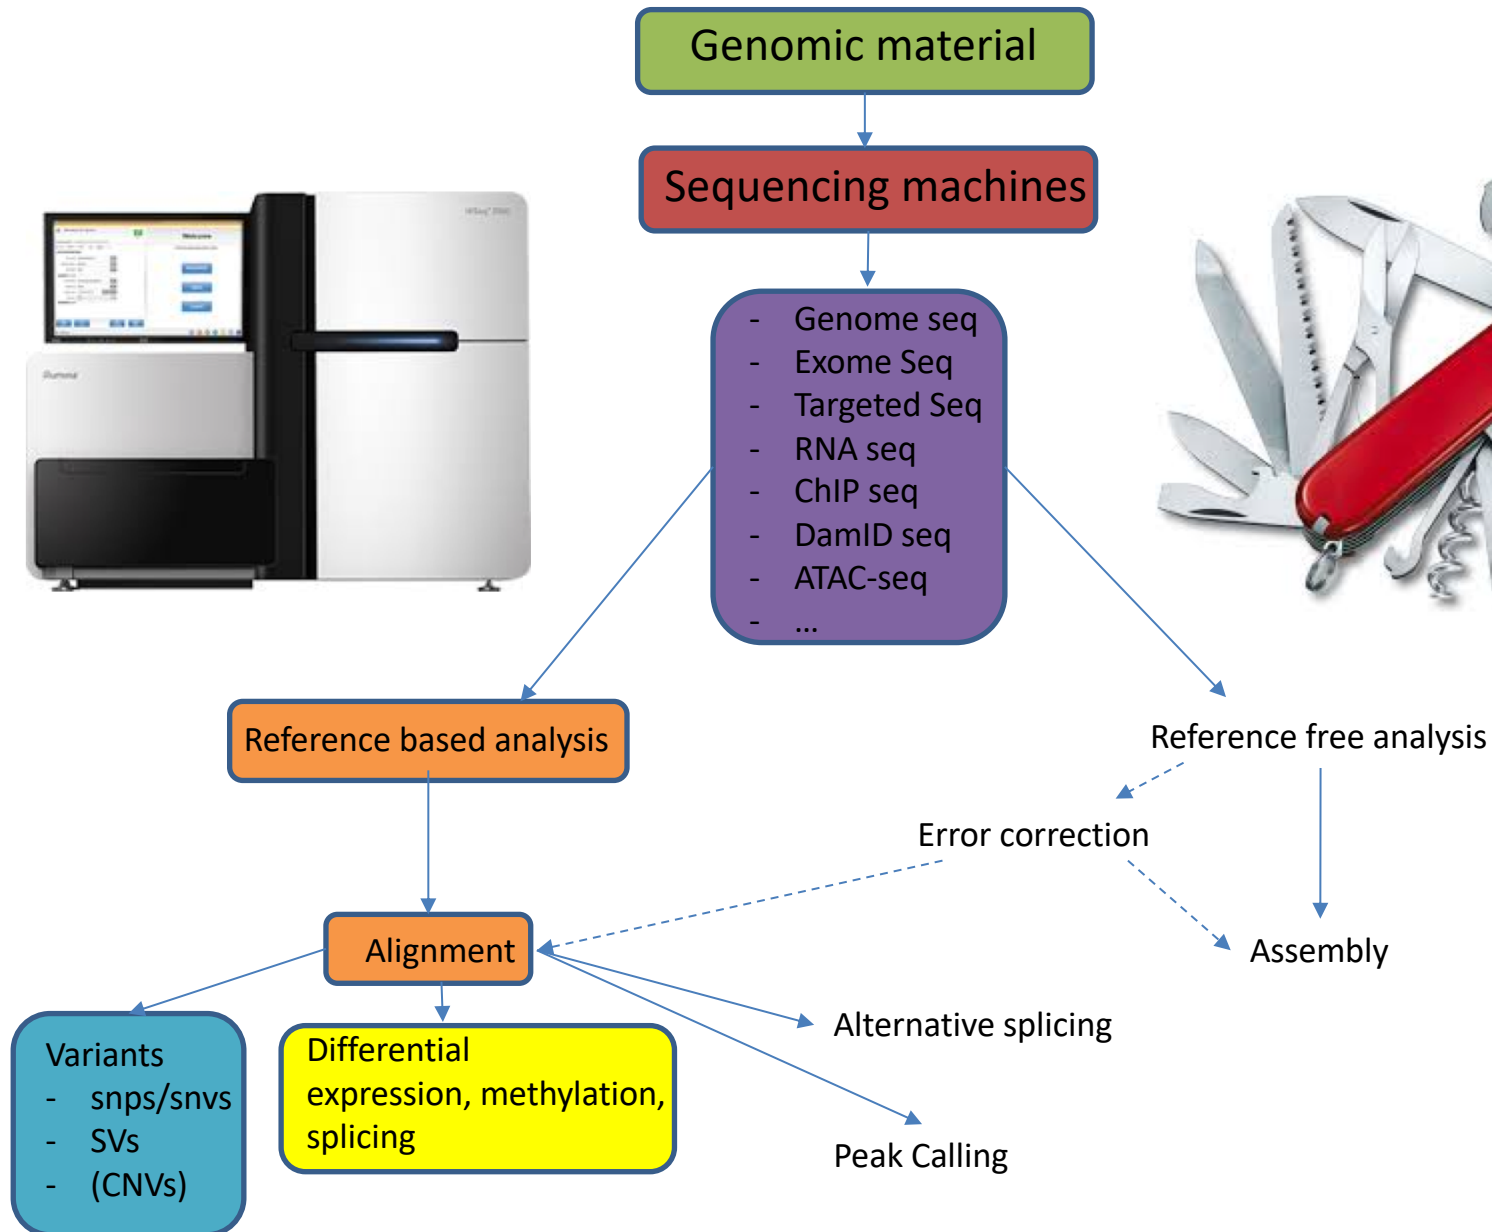 Genomic material
Sequencing machines
- Genome seq
- Exome Seq
- Targeted Seq
- RNA seq
- ChIP seq
- DamID seq
- ATAC-seq
- ...
Welcome
illumina
Reference based analysis
Reference free analysis
Error correction
Alignment
Assembly
Alternative splicing
Variants
- snps/snvs
- SVs
- (CNVs)
Differential
expression, methylation,
splicing
Peak Calling